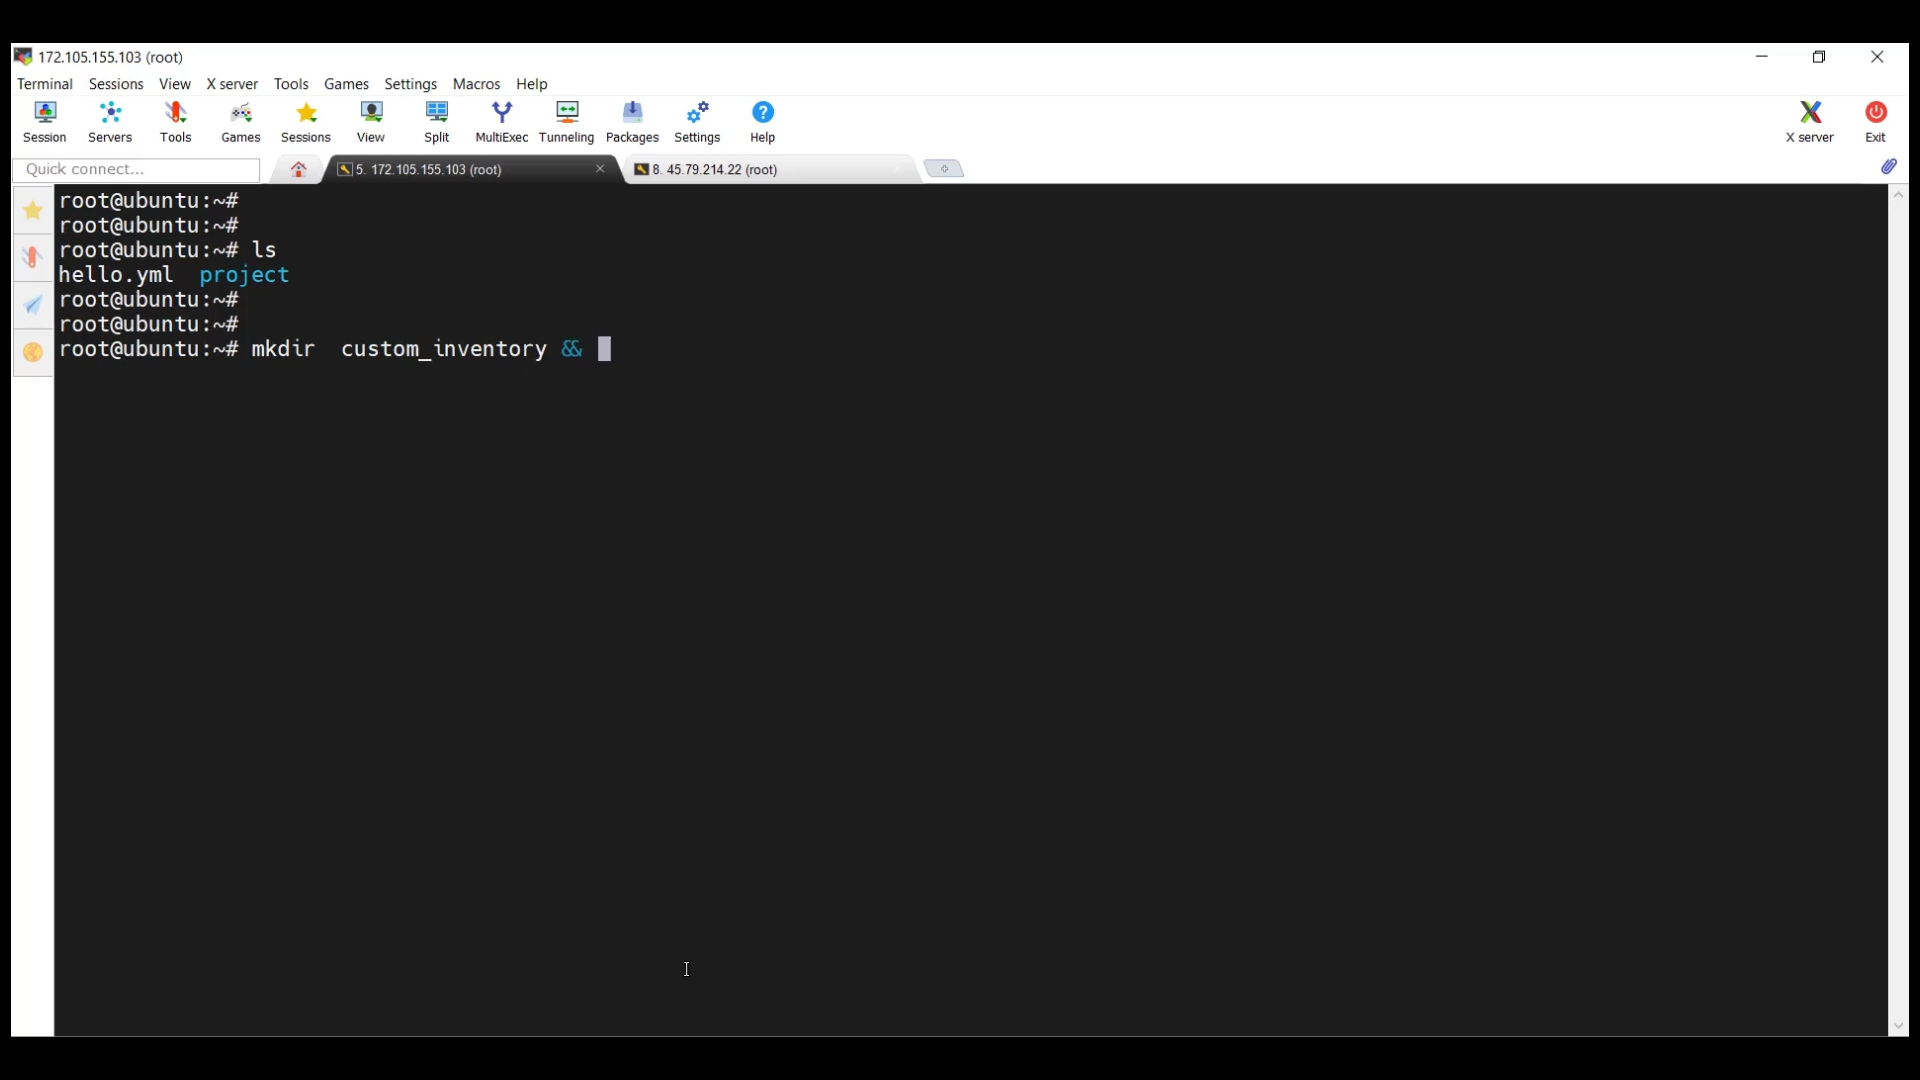 172.105.155.103 (root)
Terminal Sessions View X server Tools Games Settings Macros Help
Session Servers Tools Games Sessions View Split MultiExec Tunneling Packages Settings Help X server Exit
Quick connect... 5. 172.105.155.103 (root) 8. 45.79.214.22 (root)
root@ubuntu:~#
root@ubuntu:~#
root@ubuntu:~# ls
hello.yml  project
root@ubuntu:~#
root@ubuntu:~#
root@ubuntu:~# mkdir  custom_inventory &&